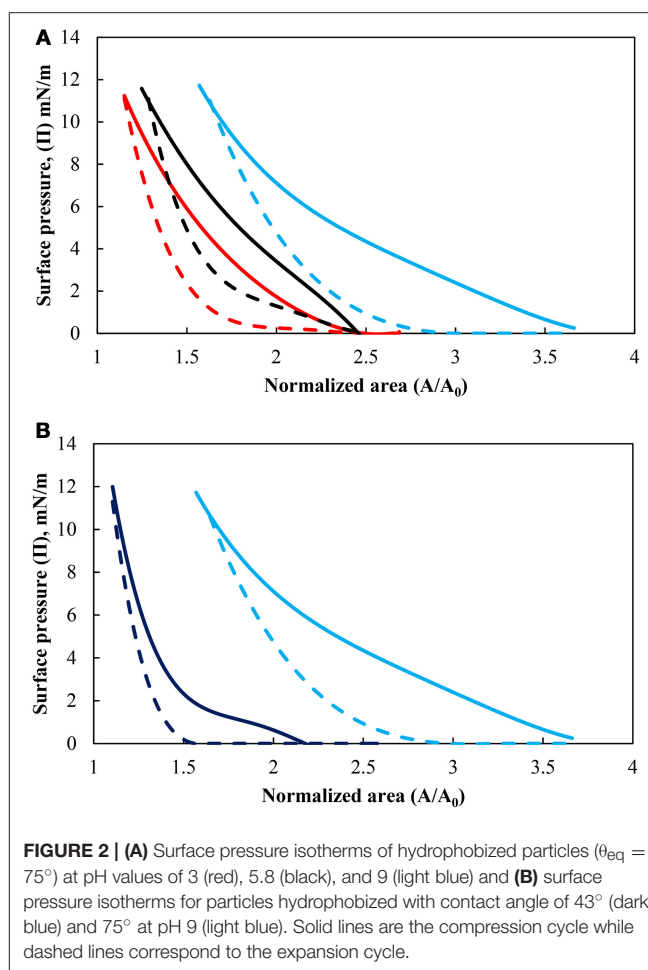 A
14
12
10
8
6
4
2
0
Surface pressure, (Π) mN/m
1 1.5 2 2.5 3 3.5 4
Normalized area (A/A₀)
B
14
12
10
8
6
4
2
0
Surface pressure (Π), mN/m
1 1.5 2 2.5 3 3.5 4
Normalized area (A/A₀)
FIGURE 2 | (A) Surface pressure isotherms of hydrophobized particles (θeq =
75°) at pH values of 3 (red), 5.8 (black), and 9 (light blue) and (B) surface
pressure isotherms for particles hydrophobized with contact angle of 43° (dark
blue) and 75° at pH 9 (light blue). Solid lines are the compression cycle while
dashed lines correspond to the expansion cycle.